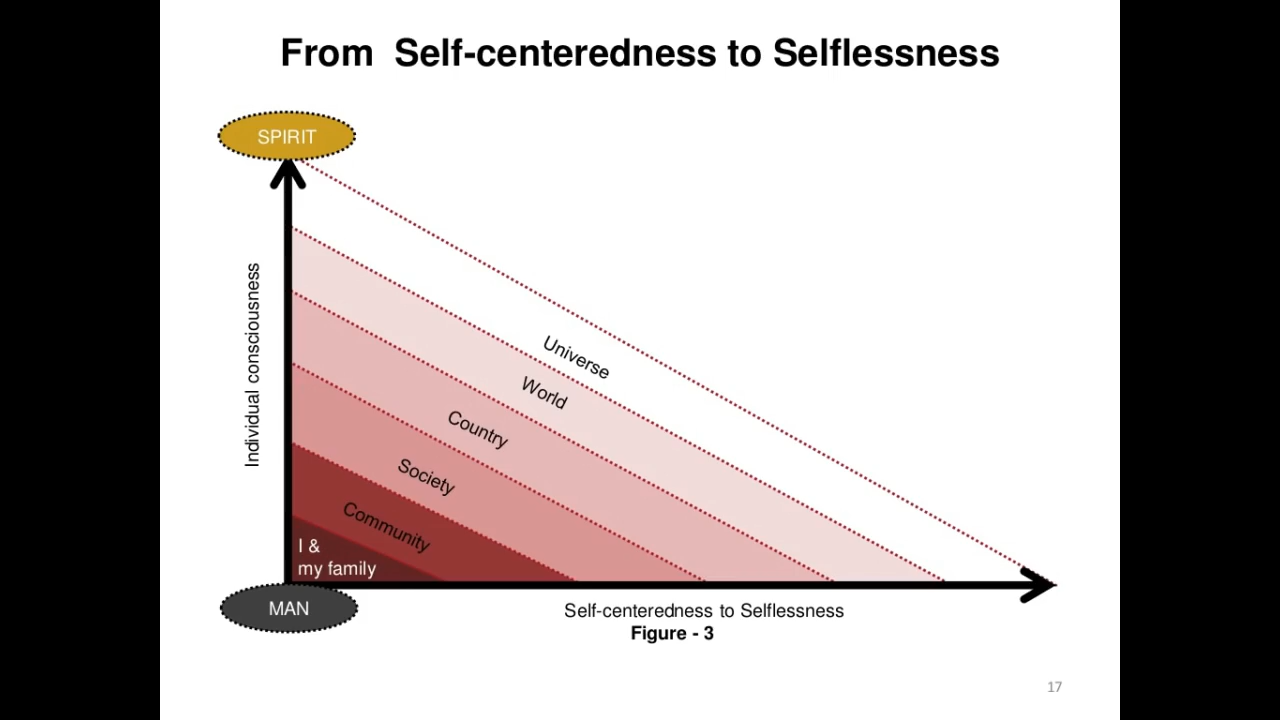 From Self-centeredness to Selflessness
SPIRIT
Individual consciousness
Universe
World
Country
Society
Community
I &
my family
MAN
Self-centeredness to Selflessness
Figure - 3
17